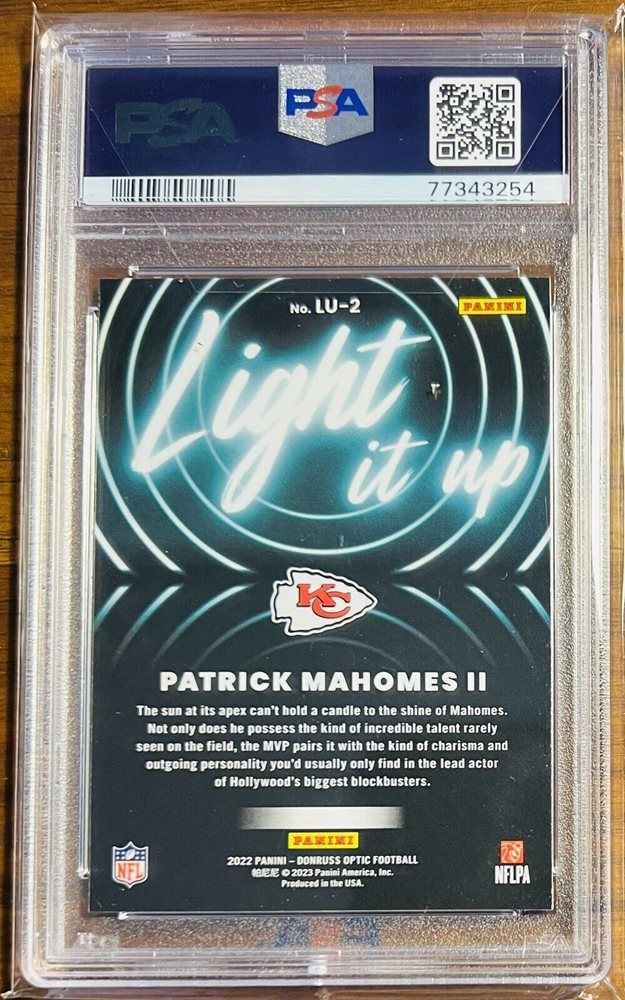 PSA
PSA
77343254
No. LU-2
PANINI
Light
it up
KC
PATRICK MAHOMES II
The sun at its apex can't hold a candle to the shine of Mahomes.
Not only does he possess the kind of incredible talent rarely
seen on the field, the MVP pairs it with the kind of charisma and
outgoing personality you'd usually only find in the lead actor
of Hollywood's biggest blockbusters.
PANINI
2022 PANINI – DONRUSS OPTIC FOOTBALL
帕尼尼 © 2023 Panini America, Inc.
Produced in the USA.
NFL
NFLPA